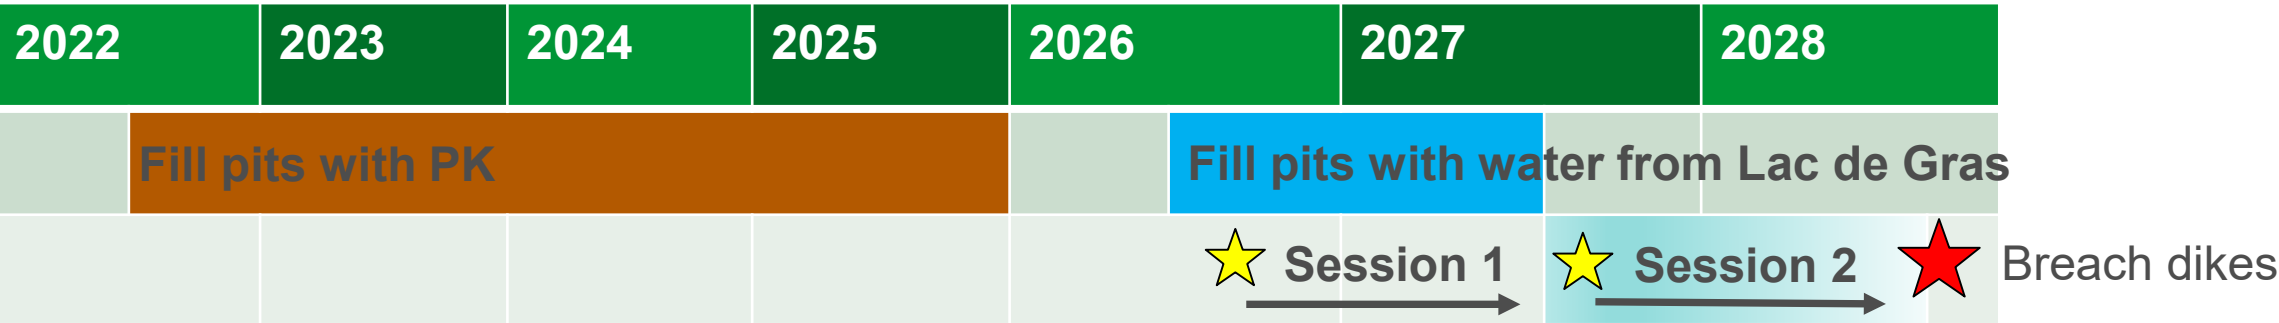 2022 2023 2024 2025 2026 2027 2028
Fill pits with PK Fill pits with water from Lac de Gras
Session 1 Session 2 Breach dikes